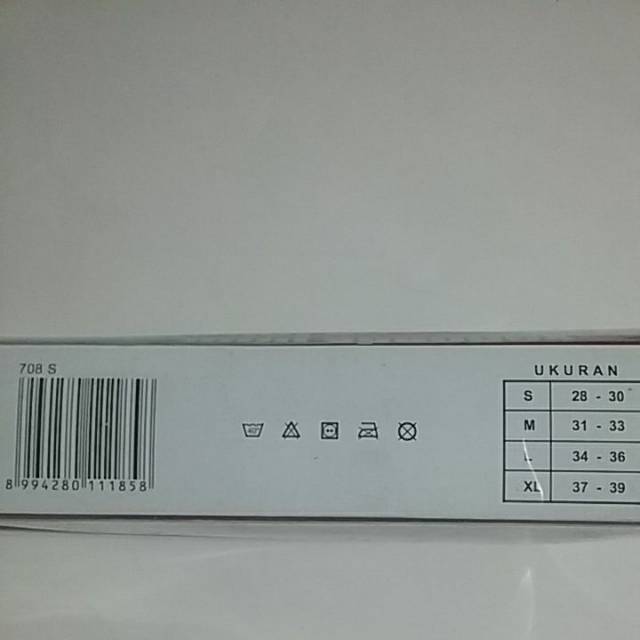 708 S
8 994280 111858
UKURAN
S 28 - 30
M 31 - 33
L 34 - 36
XL 37 - 39